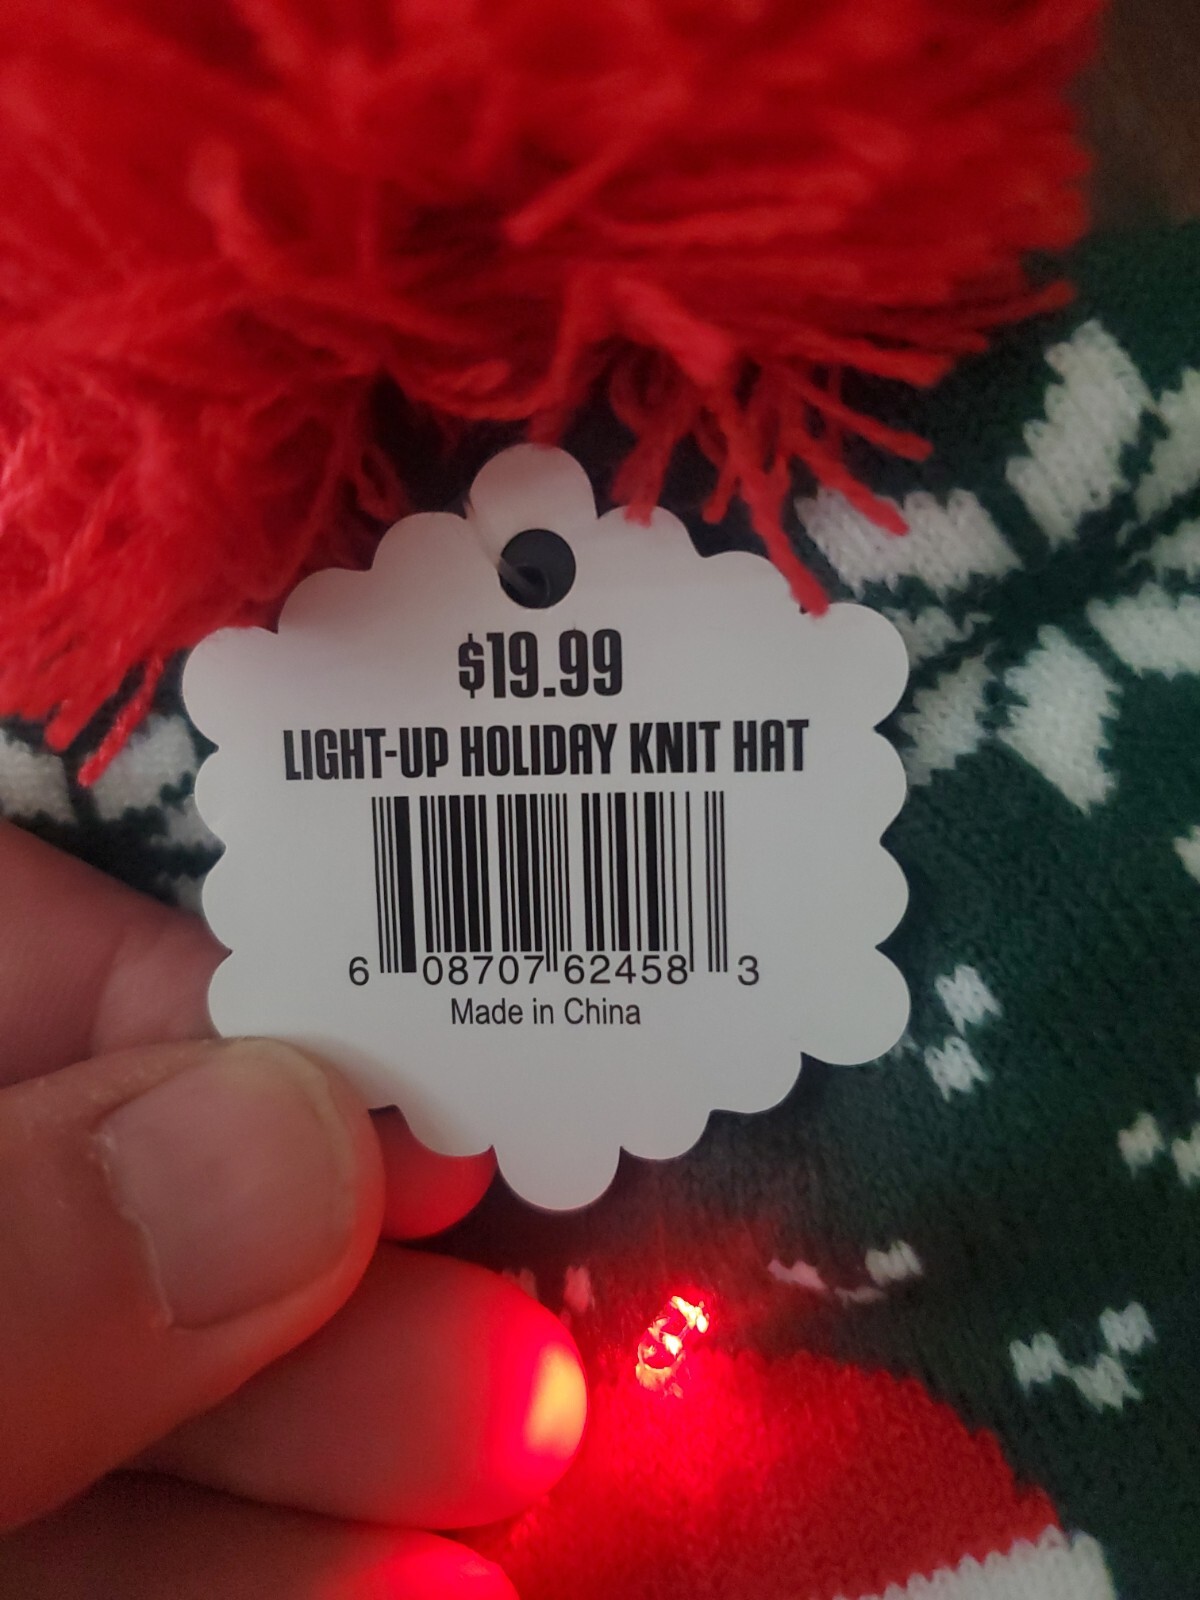 $19.99
LIGHT-UP HOLIDAY KNIT HAT
6 08707 62458 3
Made in China